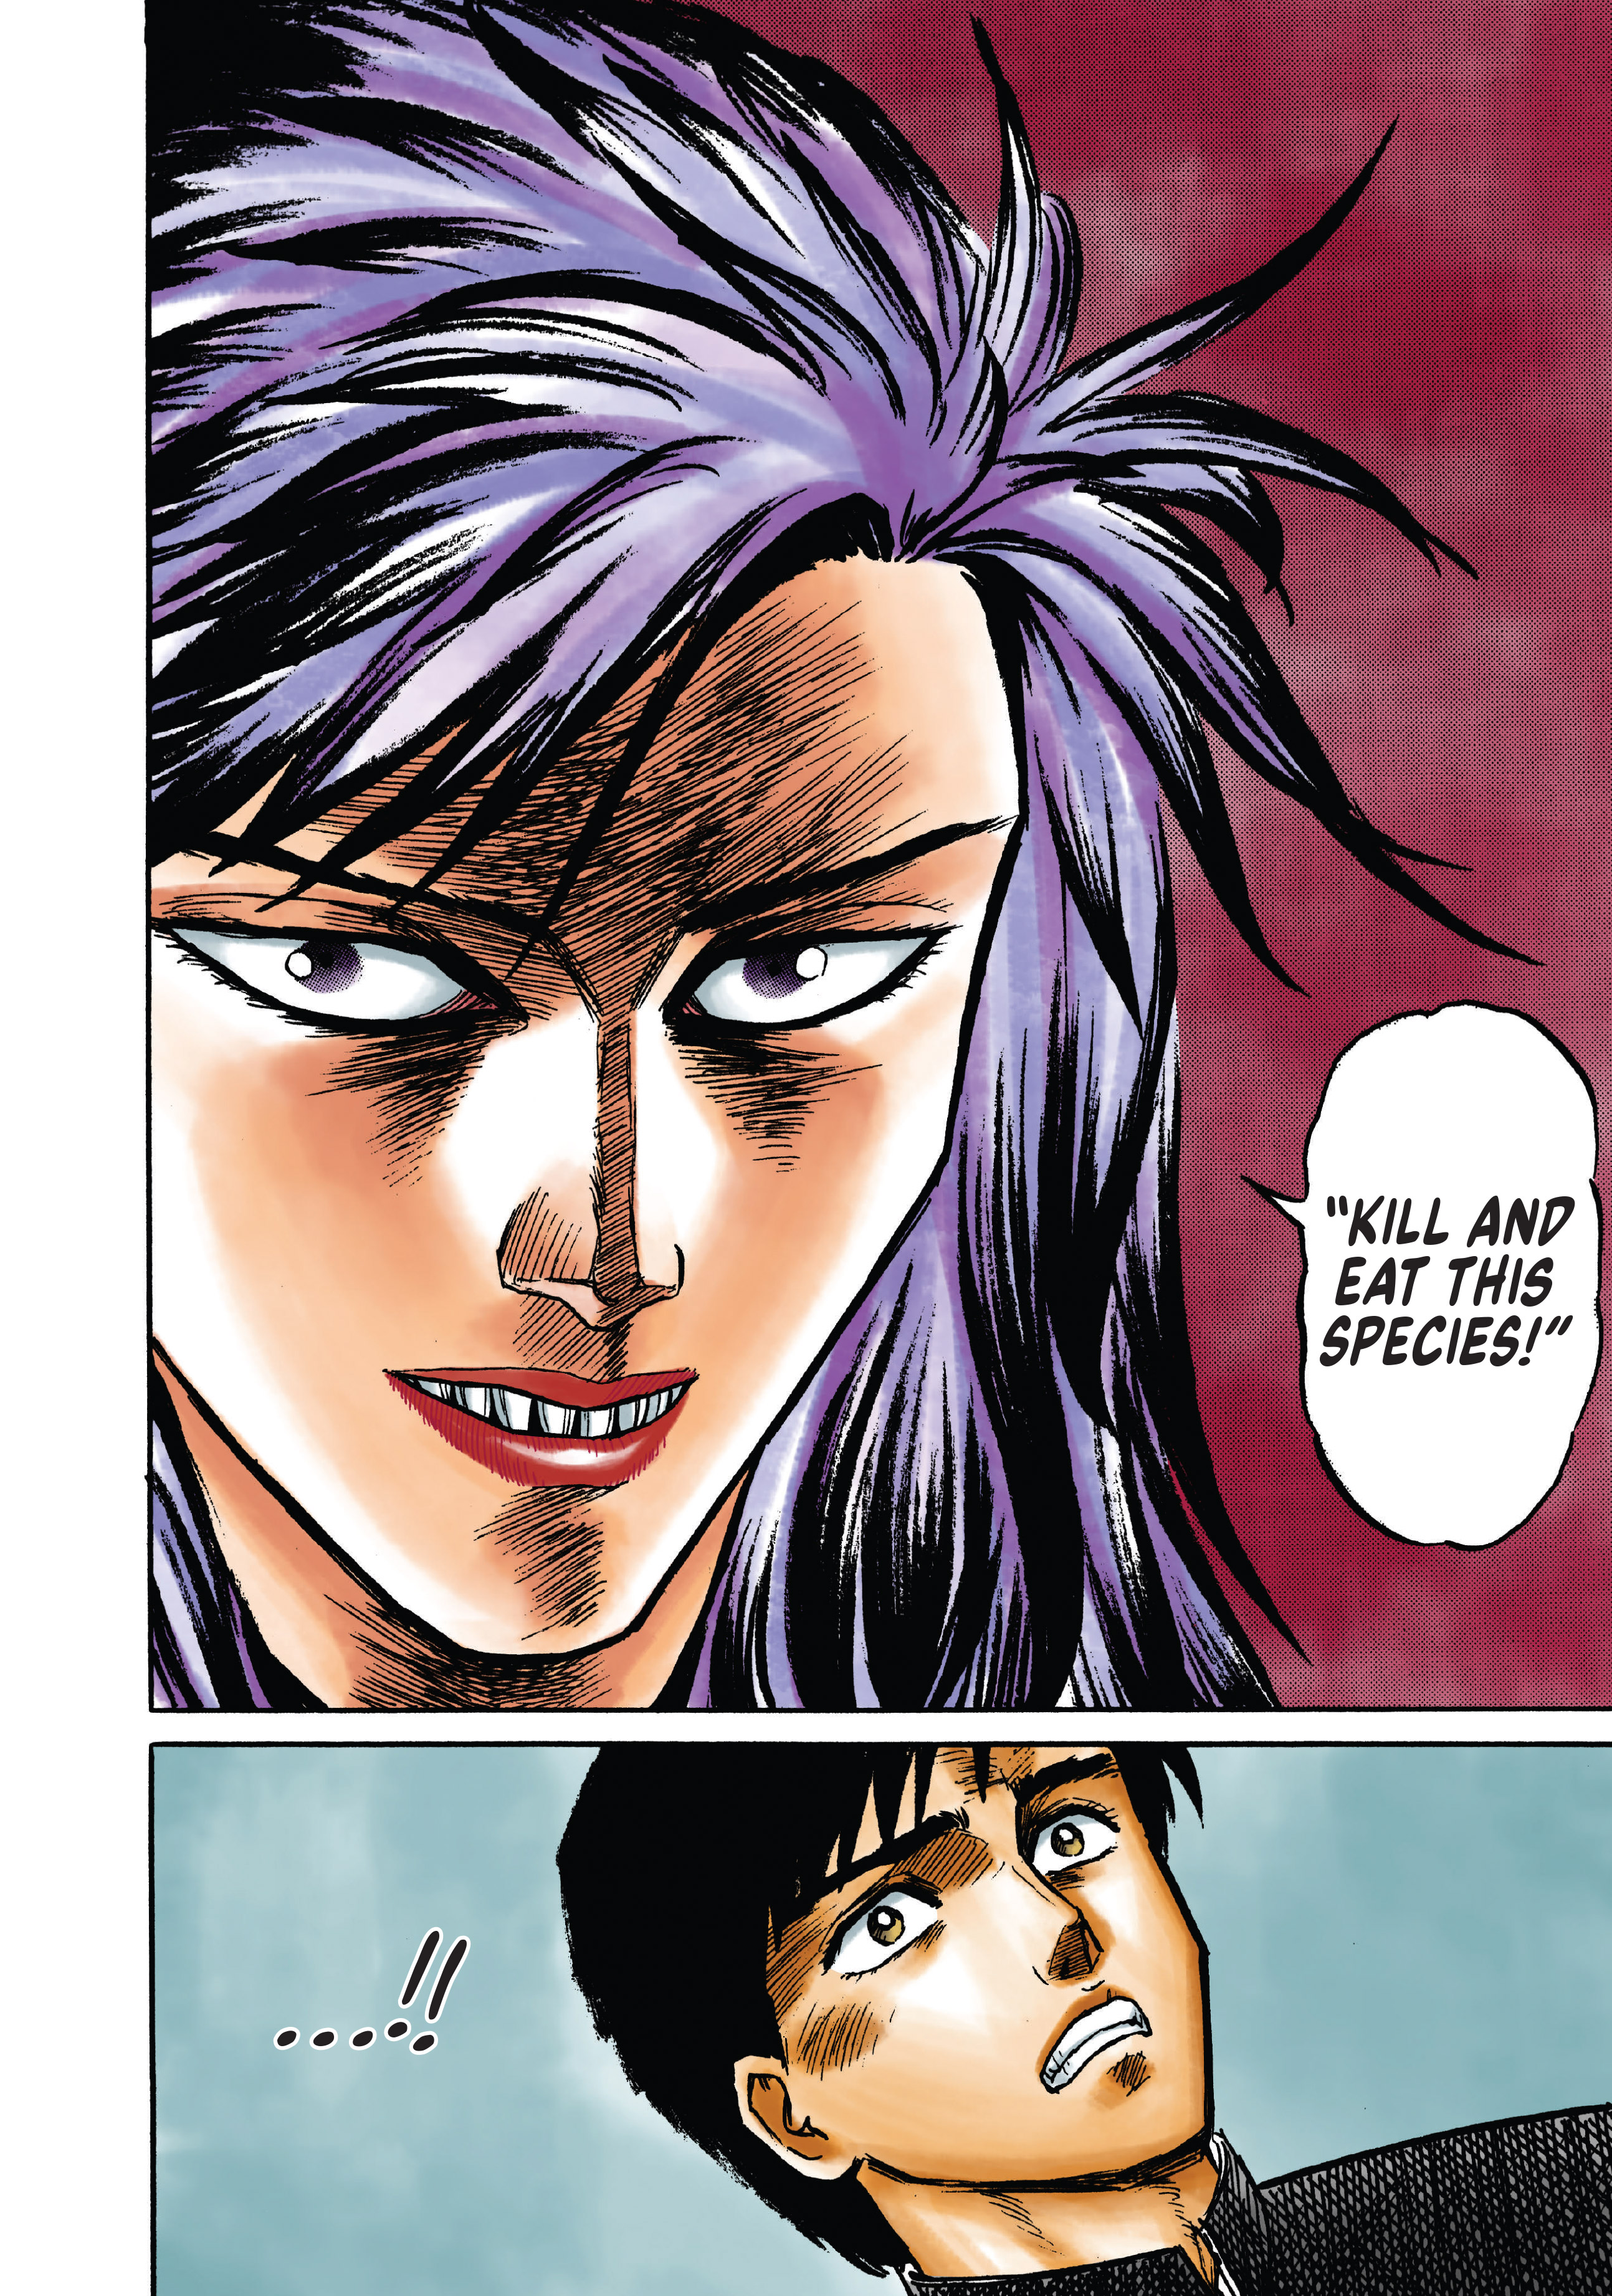 “KILL AND
EAT THIS
SPECIES!”
...!!